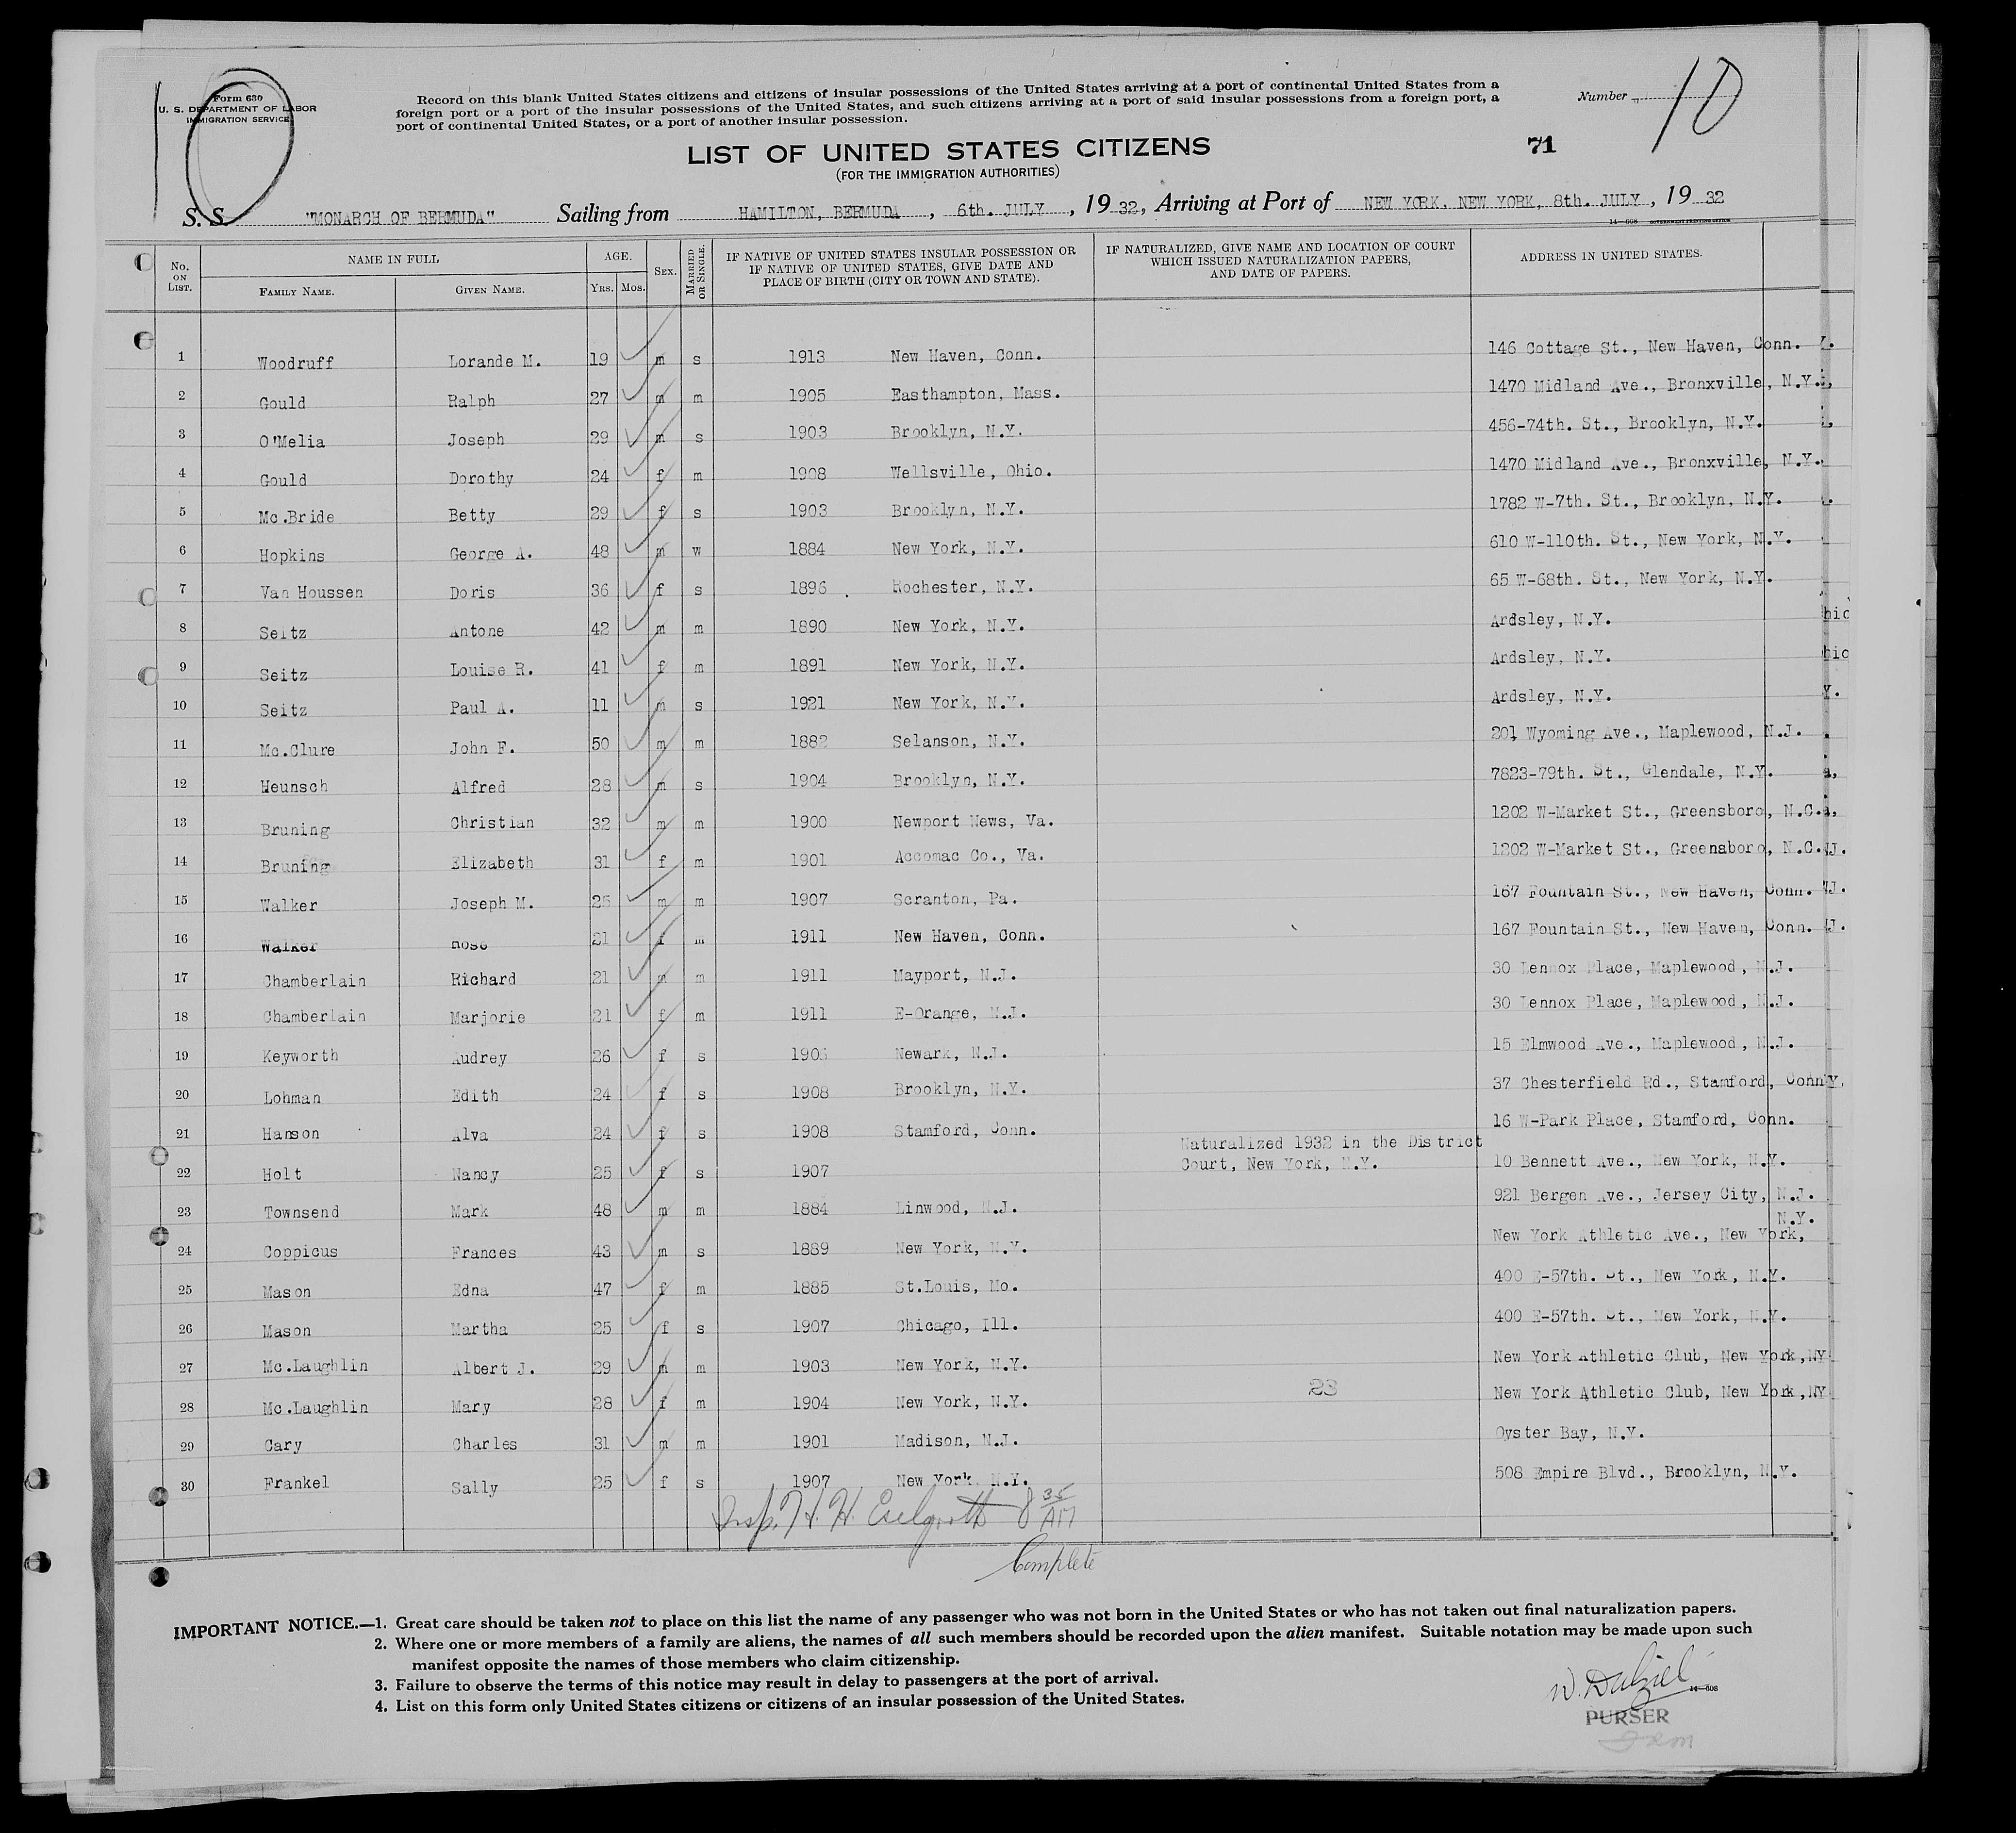 Form 630
U. S. DEPARTMENT OF LABOR
IMMIGRATION SERVICE
Record on this blank United States citizens and citizens of insular possessions of the United States arriving at a port of continental United States from a
foreign port or a port of the insular possessions of the United States, and such citizens arriving at a port of said insular possessions from a foreign port, a
port of continental United States, or a port of another insular possession.
Number 10
10
LIST OF UNITED STATES CITIZENS
71
(FOR THE IMMIGRATION AUTHORITIES)
S. S. "MONARCH OF BERMUDA" Sailing from HAMILTON, BERMUDA, 6th. JULY, 1932, Arriving at Port of NEW YORK, NEW YORK, 8th. JULY, 1932
14—608 GOVERNMENT PRINTING OFFICE
No. ON LIST. NAME IN FULL FAMILY NAME. GIVEN NAME. AGE. YRS. MOS. SEX. MARRIED OR SINGLE. IF NATIVE OF UNITED STATES INSULAR POSSESSION OR IF NATIVE OF UNITED STATES, GIVE DATE AND PLACE OF BIRTH (CITY OR TOWN AND STATE). IF NATURALIZED, GIVE NAME AND LOCATION OF COURT WHICH ISSUED NATURALIZATION PAPERS, AND DATE OF PAPERS. ADDRESS IN UNITED STATES.
1 Woodruff Lorande M. 19 m s 1913 New Haven, Conn. 146 Cottage St., New Haven, Conn.
2 Gould Ralph 27 m m 1905 Easthampton, Mass. 1470 Midland Ave., Bronxville, N.Y.
3 O'Melia Joseph 29 m s 1903 Brooklyn, N.Y. 456-74th. St., Brooklyn, N.Y.
4 Gould Dorothy 24 f m 1908 Wellsville, Ohio. 1470 Midland Ave., Bronxville, N.Y.
5 Mc.Bride Betty 29 f s 1903 Brooklyn, N.Y. 1782 W-7th. St., Brooklyn, N.Y.
6 Hopkins George A. 48 m w 1884 New York, N.Y. 610 W-110th. St., New York, N.Y.
7 Van Houssen Doris 36 f s 1896 Rochester, N.Y. 65 W-68th. St., New York, N.Y.
8 Seitz Antone 42 m m 1890 New York, N.Y. Ardsley, N.Y.
9 Seitz Louise R. 41 f m 1891 New York, N.Y. Ardsley, N.Y.
10 Seitz Paul A. 11 m s 1921 New York, N.Y. Ardsley, N.Y.
11 Mc.Clure John F. 50 m m 1882 Selanson, N.Y. 201 Wyoming Ave., Maplewood, N.J.
12 Heunsch Alfred 28 m s 1904 Brooklyn, N.Y. 7823-79th. St., Glendale, N.Y.
13 Bruning Christian 32 m m 1900 Newport News, Va. 1202 W-Market St., Greensboro, N.C.
14 Bruning Elizabeth 31 f m 1901 Accomac Co., Va. 1202 W-Market St., Greenaboro, N.C.
15 Walker Joseph M. 25 m m 1907 Scranton, Pa. 167 Fountain St., New Haven, Conn.
16 Walker Rose 21 f m 1911 New Haven, Conn. 167 Fountain St., New Haven, Conn.
17 Chamberlain Richard 21 m m 1911 Mayport, N.J. 30 Lennox Place, Maplewood, N.J.
18 Chamberlain Marjorie 21 f m 1911 E-Orange, N.J. 30 Lennox Place, Maplewood, N.J.
19 Keyworth Audrey 26 f s Newark, N.J. 15 Elmwood Ave., Maplewood, N.J.
20 Lohman Edith 24 f s 1908 Brooklyn, N.Y. 37 Chesterfield Rd., Stamford, Conn
21 Hanson Alva 24 f s 1908 Stamford, Conn. 16 W-Park Place, Stamford, Conn.
22 Holt Nancy 25 f s 1907 Naturalized 1932 in the District Court, New York, N.Y. 10 Bennett Ave., New York, N.Y.
23 Townsend Mark 48 m m 1884 Linwood, N.J. 921 Bergen Ave., Jersey City, N.J.
24 Coppicus Frances 43 m s 1889 New York, N.Y. New York Athletic Ave., New York, N.Y.
25 Mason Edna 47 f m 1885 St.Louis, Mo. 400 E-57th. St., New York, N.Y.
26 Mason Martha 25 f s 1907 Chicago, Ill. 400 E-57th. St., New York, N.Y.
27 Mc.Laughlin Albert J. 29 m m 1903 New York, N.Y. New York Athletic Club, New York,NY
28 Mc.Laughlin Mary 28 f m 1904 New York, N.Y. 23 New York Athletic Club, New York,NY
29 Cary Charles 31 m m 1901 Madison, N.J. Oyster Bay, N.Y.
30 Frankel Sally 25 f s 1907 New York, N.Y. 508 Empire Blvd., Brooklyn, N.Y.
Insp. H. H. 8 35 AM
Complete
IMPORTANT NOTICE.—1. Great care should be taken not to place on this list the name of any passenger who was not born in the United States or who has not taken out final naturalization papers.
2. Where one or more members of a family are aliens, the names of all such members should be recorded upon the alien manifest. Suitable notation may be made upon such
manifest opposite the names of those members who claim citizenship.
3. Failure to observe the terms of this notice may result in delay to passengers at the port of arrival.
4. List on this form only United States citizens or citizens of an insular possession of the United States.
W. Dalziel
14—608
PURSER